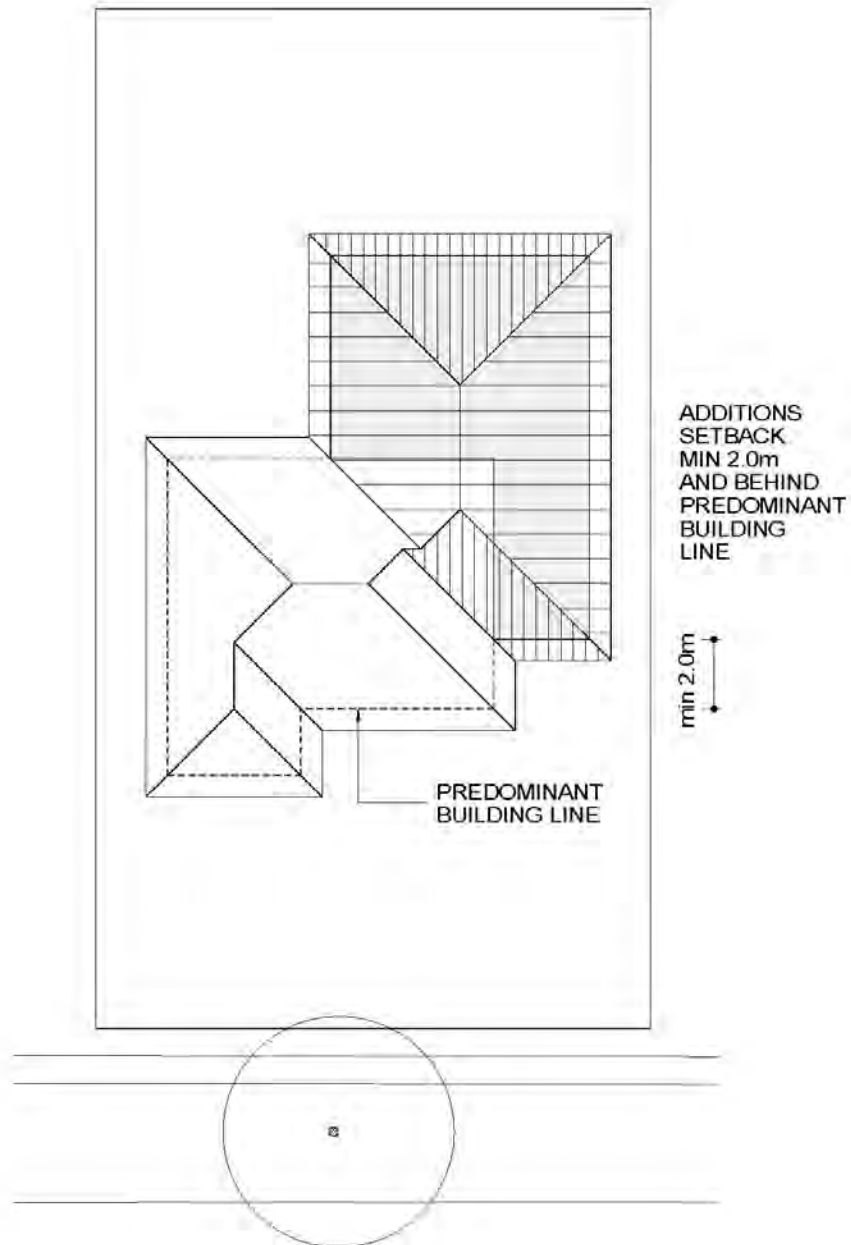 ADDITIONS
SETBACK
MIN 2.0m
AND BEHIND
PREDOMINANT
BUILDING
LINE
min 2.0m
PREDOMINANT
BUILDING LINE